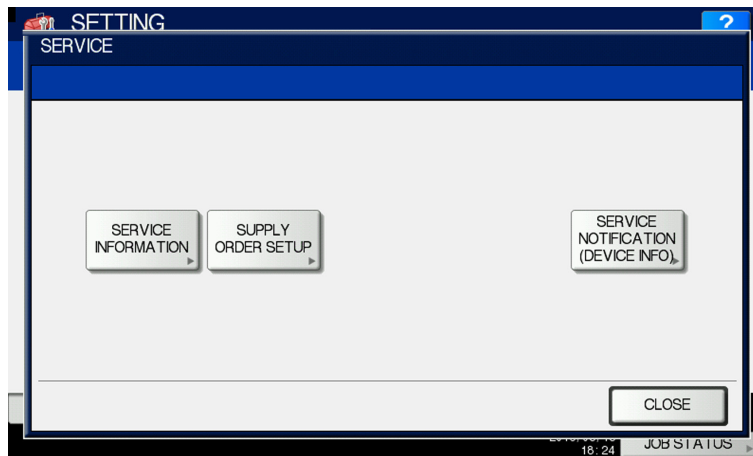 SETTING
?
SERVICE
SERVICE
INFORMATION
SUPPLY
ORDER SETUP
SERVICE
NOTIFICATION
(DEVICE INFO)
CLOSE
18:24
JOB STATUS